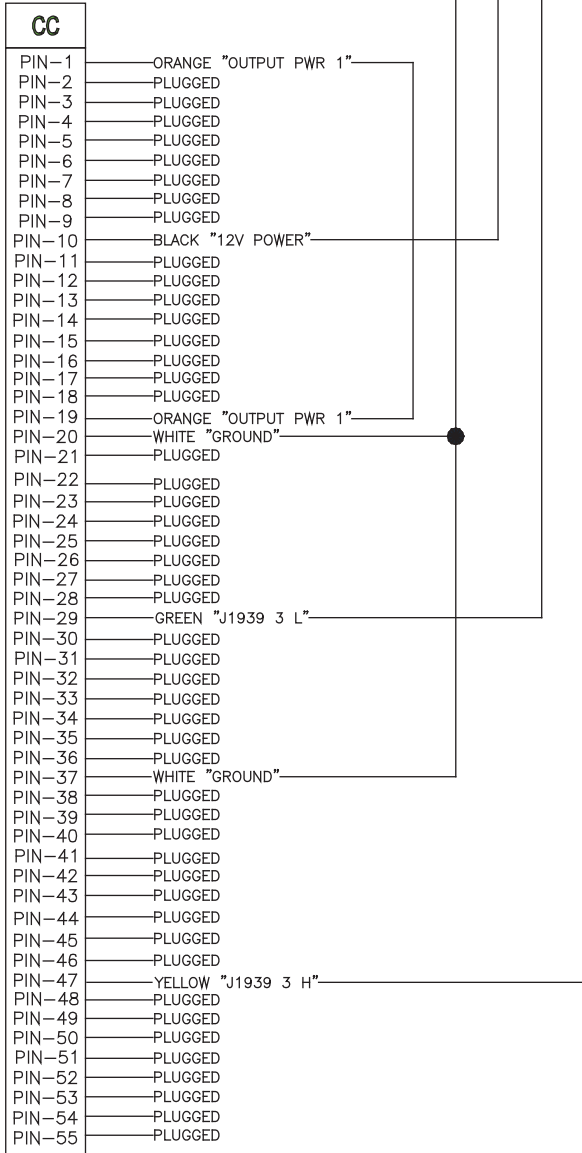 CC
PIN-1 ORANGE "OUTPUT PWR 1"
PIN-2 PLUGGED
PIN-3 PLUGGED
PIN-4 PLUGGED
PIN-5 PLUGGED
PIN-6 PLUGGED
PIN-7 PLUGGED
PIN-8 PLUGGED
PIN-9 PLUGGED
PIN-10 BLACK "12V POWER"
PIN-11 PLUGGED
PIN-12 PLUGGED
PIN-13 PLUGGED
PIN-14 PLUGGED
PIN-15 PLUGGED
PIN-16 PLUGGED
PIN-17 PLUGGED
PIN-18 PLUGGED
PIN-19 ORANGE "OUTPUT PWR 1"
PIN-20 WHITE "GROUND"
PIN-21 PLUGGED
PIN-22 PLUGGED
PIN-23 PLUGGED
PIN-24 PLUGGED
PIN-25 PLUGGED
PIN-26 PLUGGED
PIN-27 PLUGGED
PIN-28 PLUGGED
PIN-29 GREEN "J1939 3 L"
PIN-30 PLUGGED
PIN-31 PLUGGED
PIN-32 PLUGGED
PIN-33 PLUGGED
PIN-34 PLUGGED
PIN-35 PLUGGED
PIN-36 PLUGGED
PIN-37 WHITE "GROUND"
PIN-38 PLUGGED
PIN-39 PLUGGED
PIN-40 PLUGGED
PIN-41 PLUGGED
PIN-42 PLUGGED
PIN-43 PLUGGED
PIN-44 PLUGGED
PIN-45 PLUGGED
PIN-46 PLUGGED
PIN-47 YELLOW "J1939 3 H"
PIN-48 PLUGGED
PIN-49 PLUGGED
PIN-50 PLUGGED
PIN-51 PLUGGED
PIN-52 PLUGGED
PIN-53 PLUGGED
PIN-54 PLUGGED
PIN-55 PLUGGED